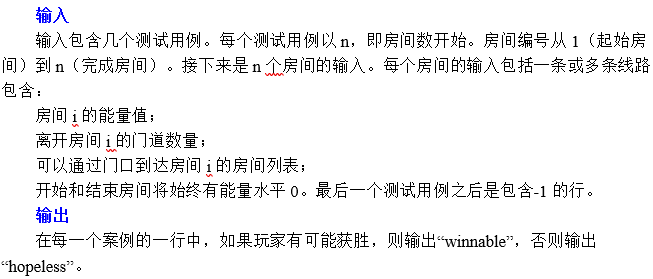 输入
输入包含几个测试用例。每个测试用例以 n，即房间数开始。房间编号从 1（起始房
间）到 n（完成房间）。接下来是 n 个房间的输入。每个房间的输入包括一条或多条线路
包含：
房间 i 的能量值；
离开房间 i 的门道数量；
可以通过门口到达房间 i 的房间列表；
开始和结束房间将始终有能量水平 0。最后一个测试用例之后是包含-1 的行。
输出
在每一个案例的一行中，如果玩家有可能获胜，则输出“winnable”，否则输出
“hopeless”。